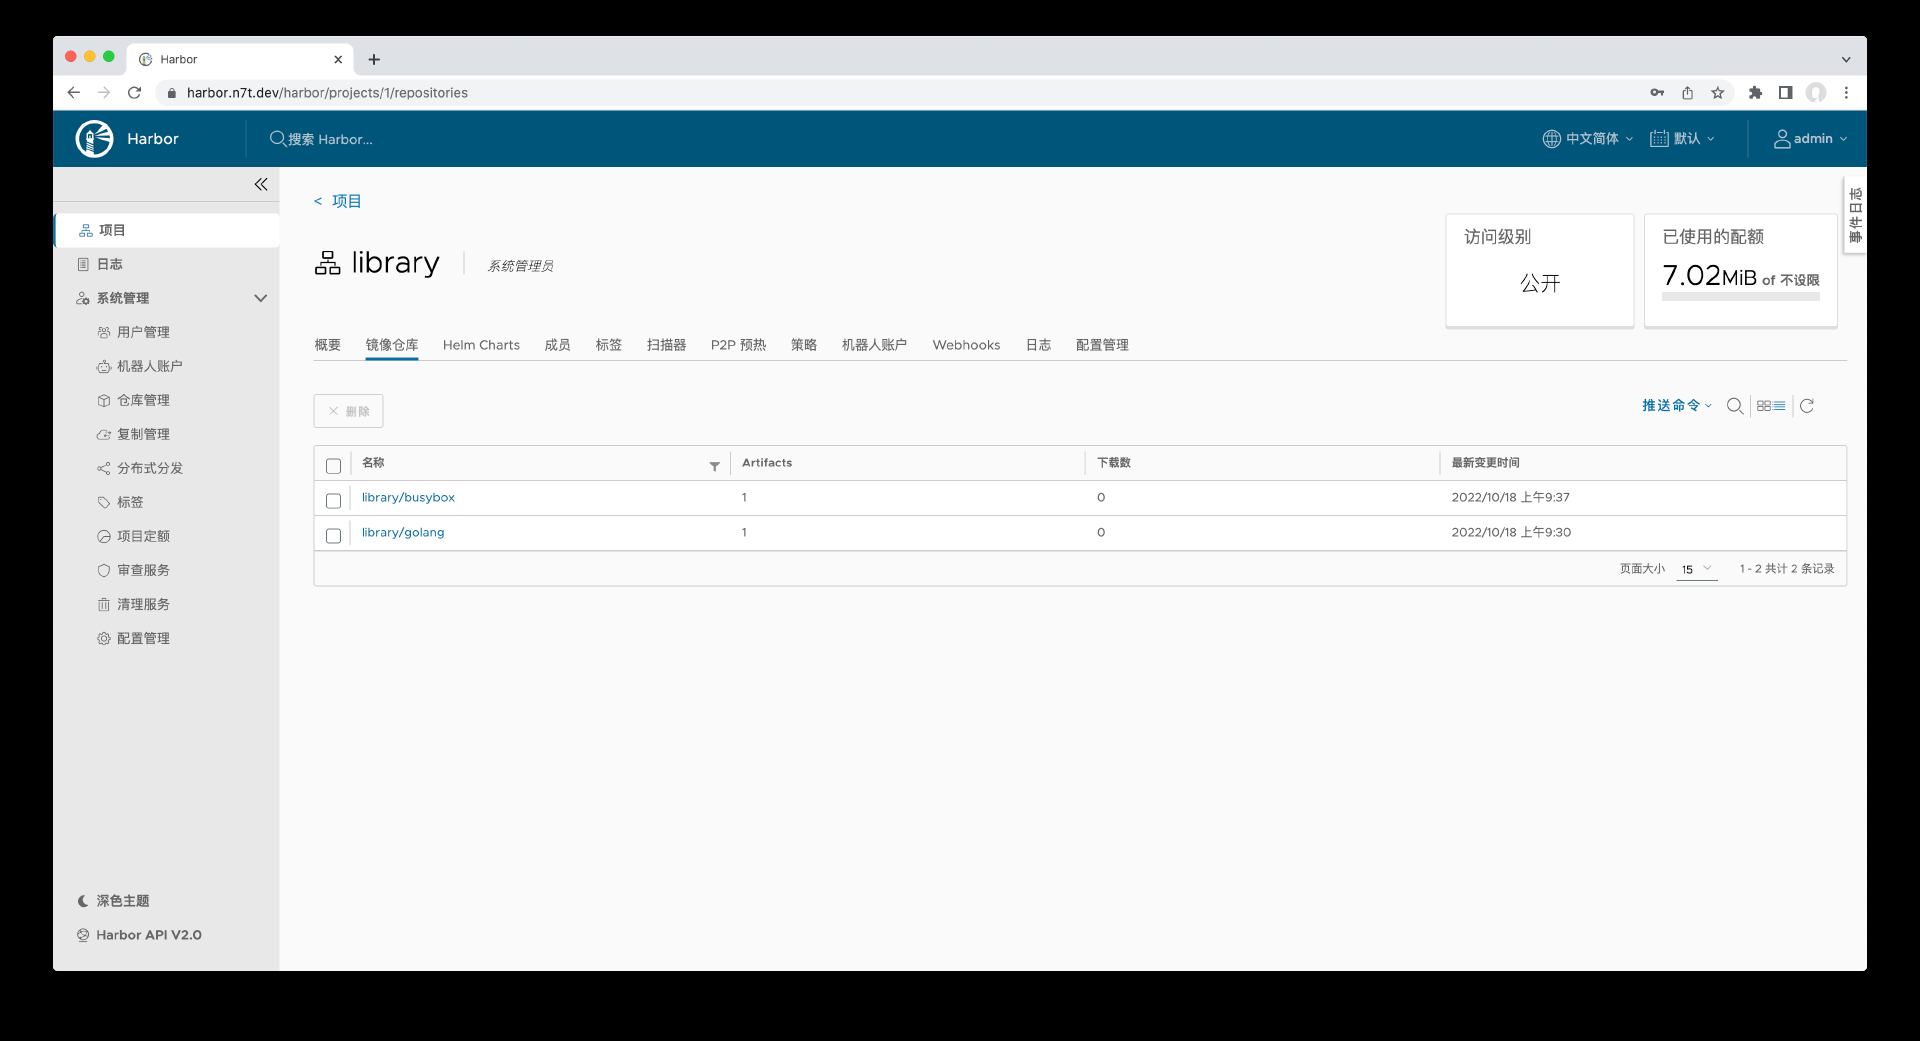 Harbor
harbor.n7t.dev/harbor/projects/1/repositories
Harbor
搜索 Harbor...
中文简体
默认
admin
事件日志
项目
日志
系统管理
用户管理
机器人账户
仓库管理
复制管理
分布式分发
标签
项目定额
审查服务
清理服务
配置管理
深色主题
Harbor API V2.0
< 项目
library
系统管理员
访问级别
公开
已使用的配额
7.02MiB of 不设限
概要 镜像仓库 Helm Charts 成员 标签 扫描器 P2P 预热 策略 机器人账户 Webhooks 日志 配置管理
删除
推送命令
名称 Artifacts 下载数 最新变更时间
library/busybox 1 0 2022/10/18 上午9:37
library/golang 1 0 2022/10/18 上午9:30
页面大小 15 1 - 2 共计 2 条记录